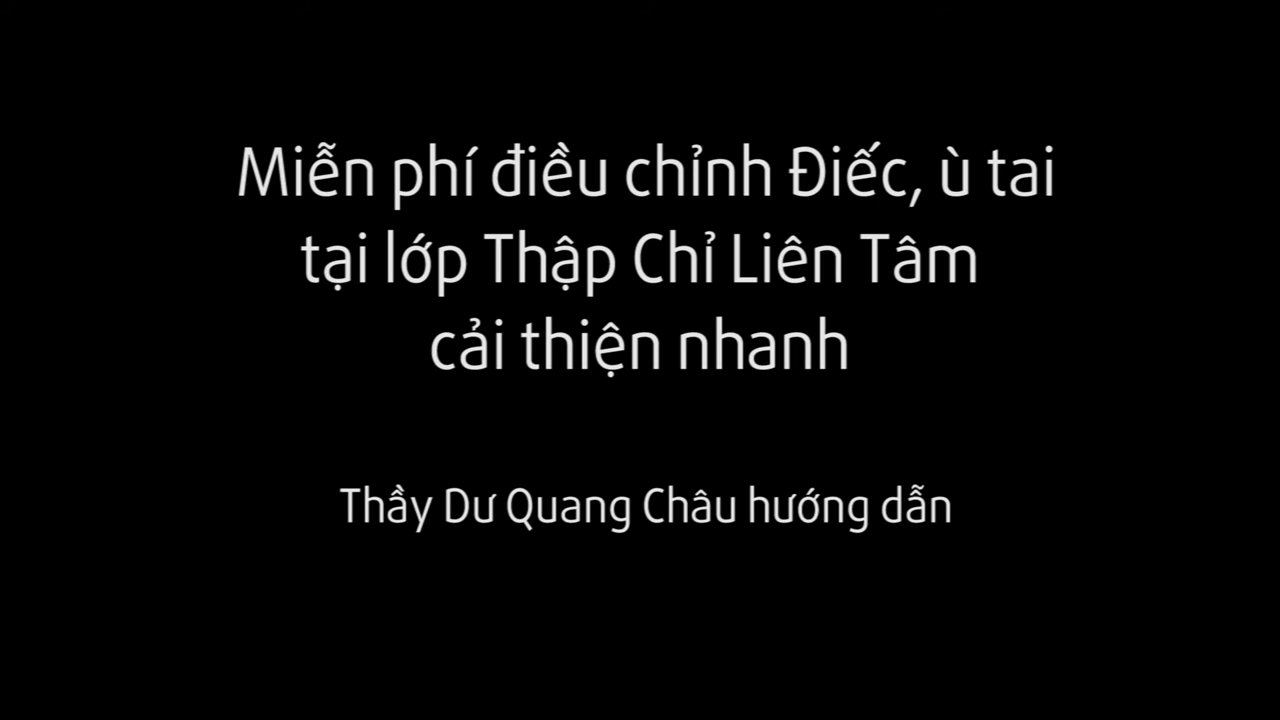 Miễn phí điều chỉnh Điếc, ù tai
tại lớp Thập Chỉ Liên Tâm
cải thiện nhanh
Thầy Dư Quang Châu hướng dẫn